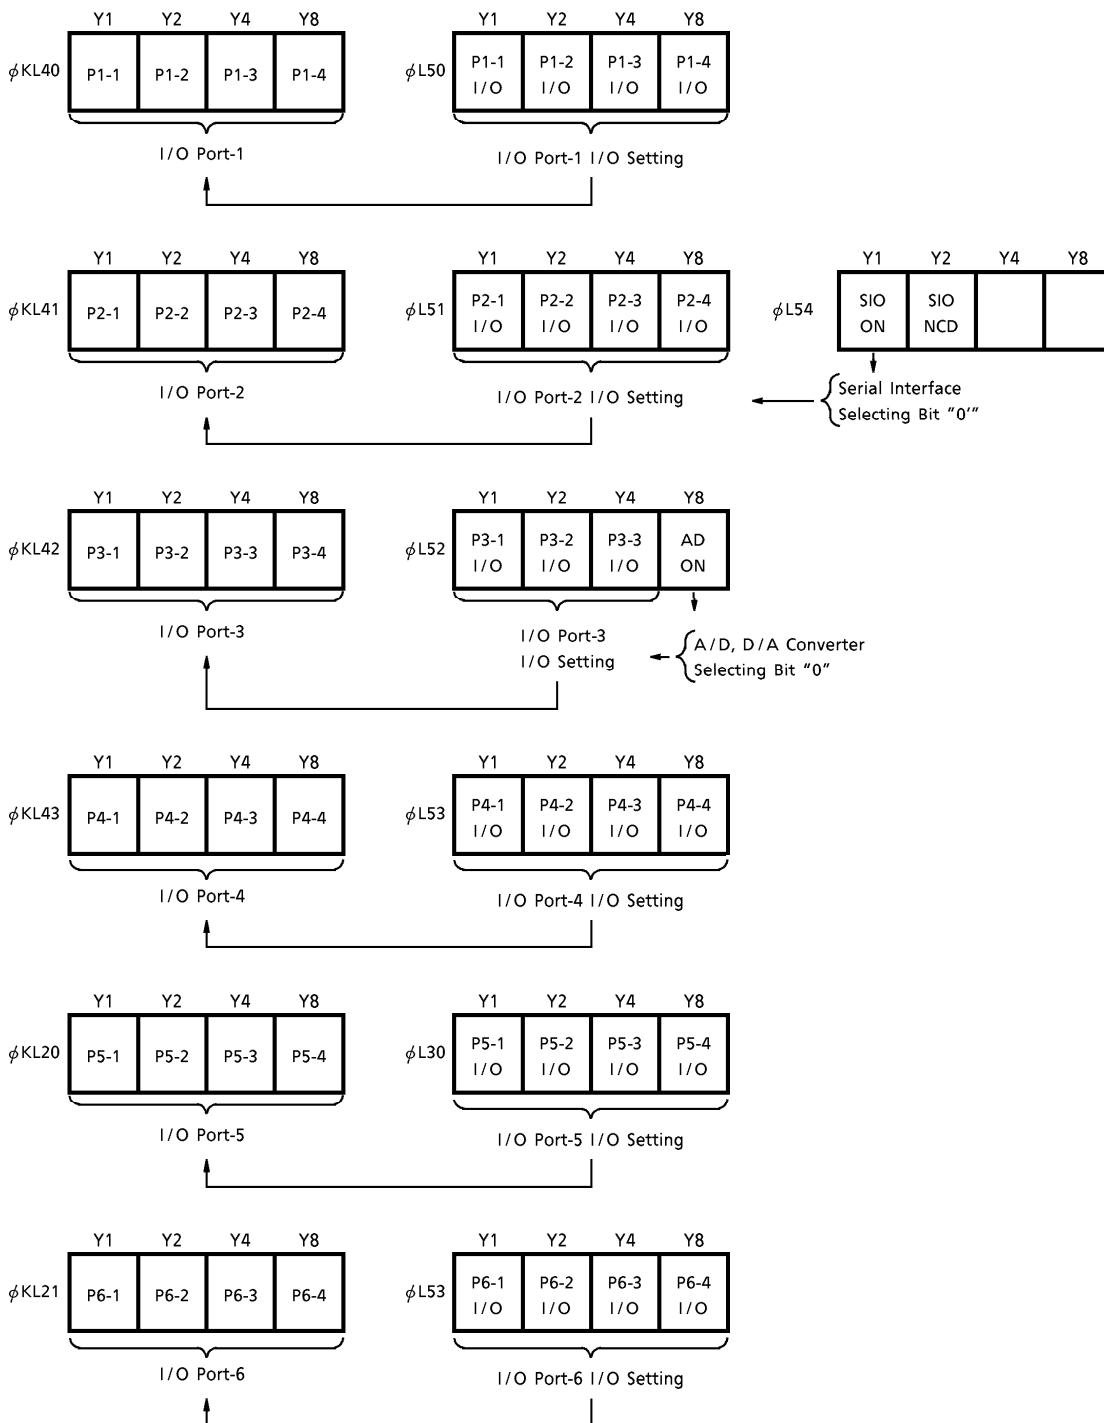 Y1 Y2 Y4 Y8 Y1 Y2 Y4 Y8
ϕKL40 P1-1 P1-2 P1-3 P1-4 ϕL50 P1-1 P1-2 P1-3 P1-4
I/O I/O I/O I/O
I/O Port-1 I/O Port-1 I/O Setting
Y1 Y2 Y4 Y8 Y1 Y2 Y4 Y8 Y1 Y2 Y4 Y8
ϕKL41 P2-1 P2-2 P2-3 P2-4 ϕL51 P2-1 P2-2 P2-3 P2-4 ϕL54 SIO SIO
I/O I/O I/O I/O ON NCD
I/O Port-2 I/O Port-2 I/O Setting Serial Interface
Selecting Bit "0'"
Y1 Y2 Y4 Y8 Y1 Y2 Y4 Y8
ϕKL42 P3-1 P3-2 P3-3 P3-4 ϕL52 P3-1 P3-2 P3-3 AD
I/O I/O I/O ON
I/O Port-3 I/O Port-3 A/D, D/A Converter
I/O Setting Selecting Bit "0"
Y1 Y2 Y4 Y8 Y1 Y2 Y4 Y8
ϕKL43 P4-1 P4-2 P4-3 P4-4 ϕL53 P4-1 P4-2 P4-3 P4-4
I/O I/O I/O I/O
I/O Port-4 I/O Port-4 I/O Setting
Y1 Y2 Y4 Y8 Y1 Y2 Y4 Y8
ϕKL20 P5-1 P5-2 P5-3 P5-4 ϕL30 P5-1 P5-2 P5-3 P5-4
I/O I/O I/O I/O
I/O Port-5 I/O Port-5 I/O Setting
Y1 Y2 Y4 Y8 Y1 Y2 Y4 Y8
ϕKL21 P6-1 P6-2 P6-3 P6-4 ϕL53 P6-1 P6-2 P6-3 P6-4
I/O I/O I/O I/O
I/O Port-6 I/O Port-6 I/O Setting